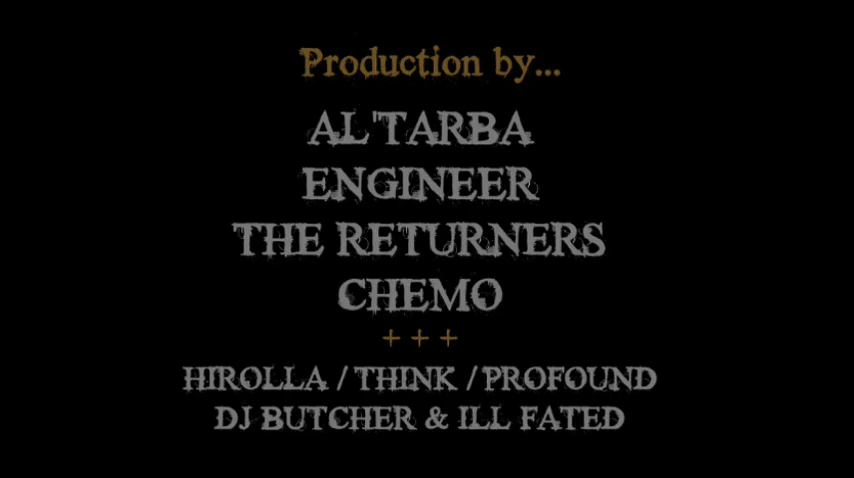 Production by...
AL'TARBA
ENGINEER
THE RETURNERS
CHEMO
+ + +
HIROLLA / THINK / PROFOUND
DJ BUTCHER & ILL FATED